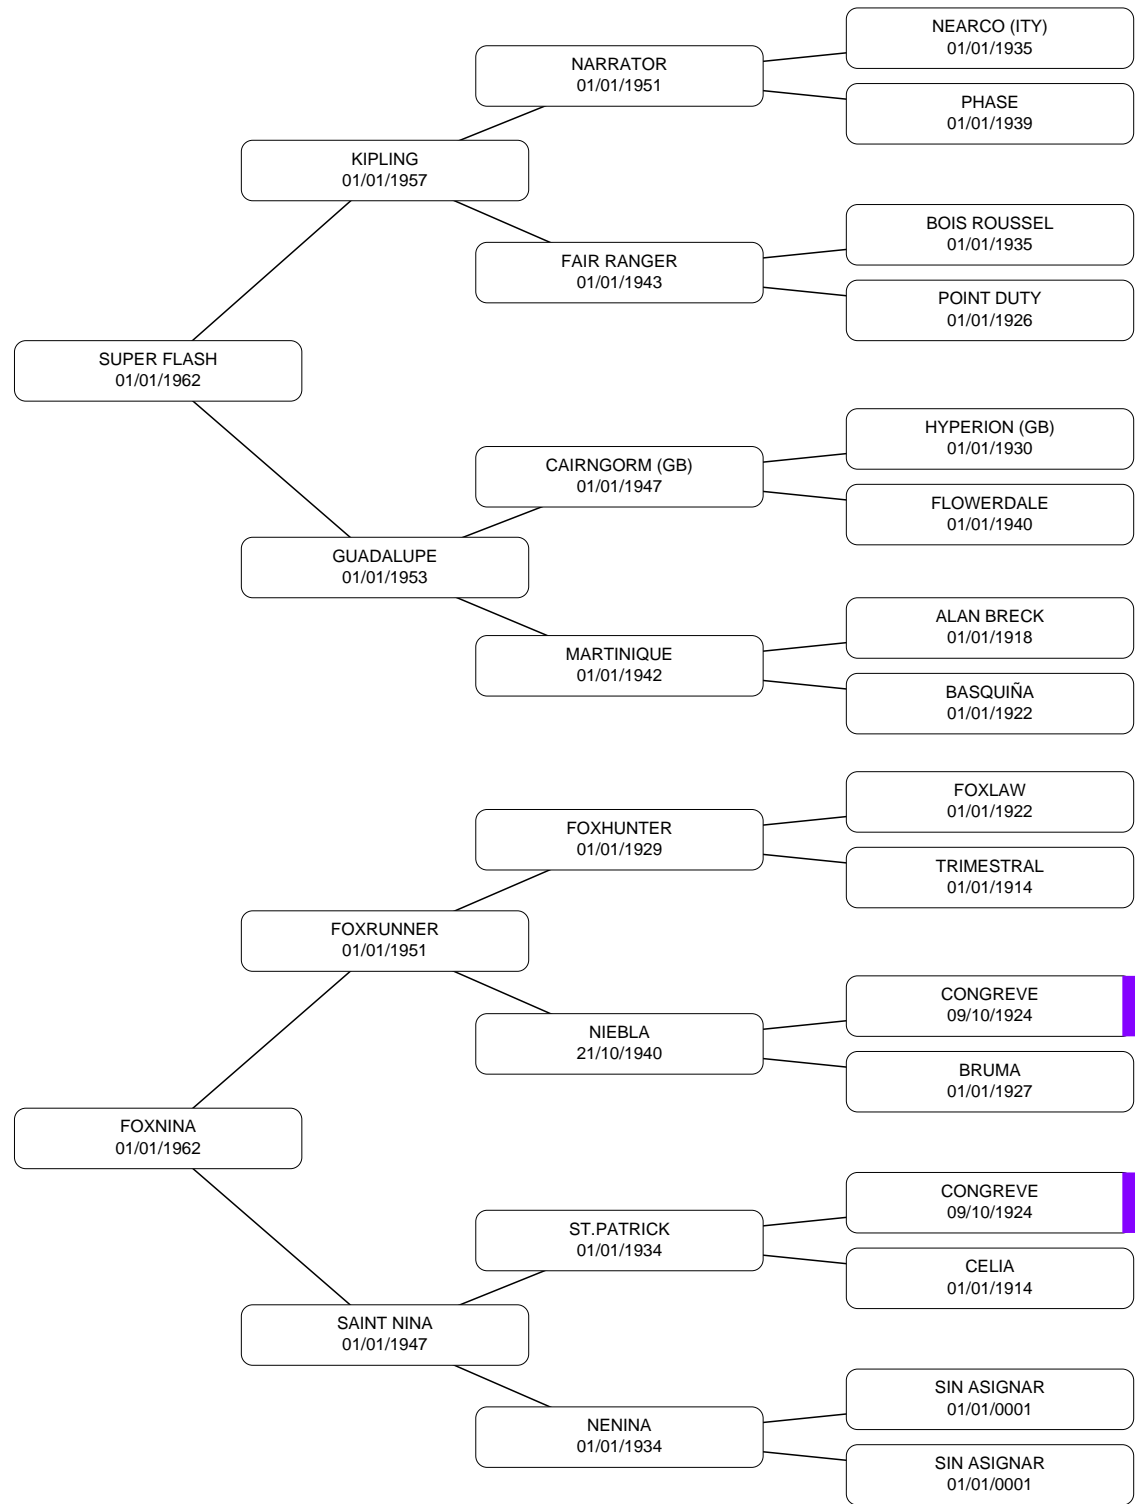 NEARCO (ITY)
01/01/1935
NARRATOR
01/01/1951
PHASE
01/01/1939
KIPLING
01/01/1957
BOIS ROUSSEL
01/01/1935
FAIR RANGER
01/01/1943
POINT DUTY
01/01/1926
SUPER FLASH
01/01/1962
HYPERION (GB)
01/01/1930
CAIRNGORM (GB)
01/01/1947
FLOWERDALE
01/01/1940
GUADALUPE
01/01/1953
ALAN BRECK
01/01/1918
MARTINIQUE
01/01/1942
BASQUIÑA
01/01/1922
FOXLAW
01/01/1922
FOXHUNTER
01/01/1929
TRIMESTRAL
01/01/1914
FOXRUNNER
01/01/1951
CONGREVE
09/10/1924
NIEBLA
21/10/1940
BRUMA
01/01/1927
FOXNINA
01/01/1962
CONGREVE
09/10/1924
ST.PATRICK
01/01/1934
CELIA
01/01/1914
SAINT NINA
01/01/1947
SIN ASIGNAR
01/01/0001
NENINA
01/01/1934
SIN ASIGNAR
01/01/0001